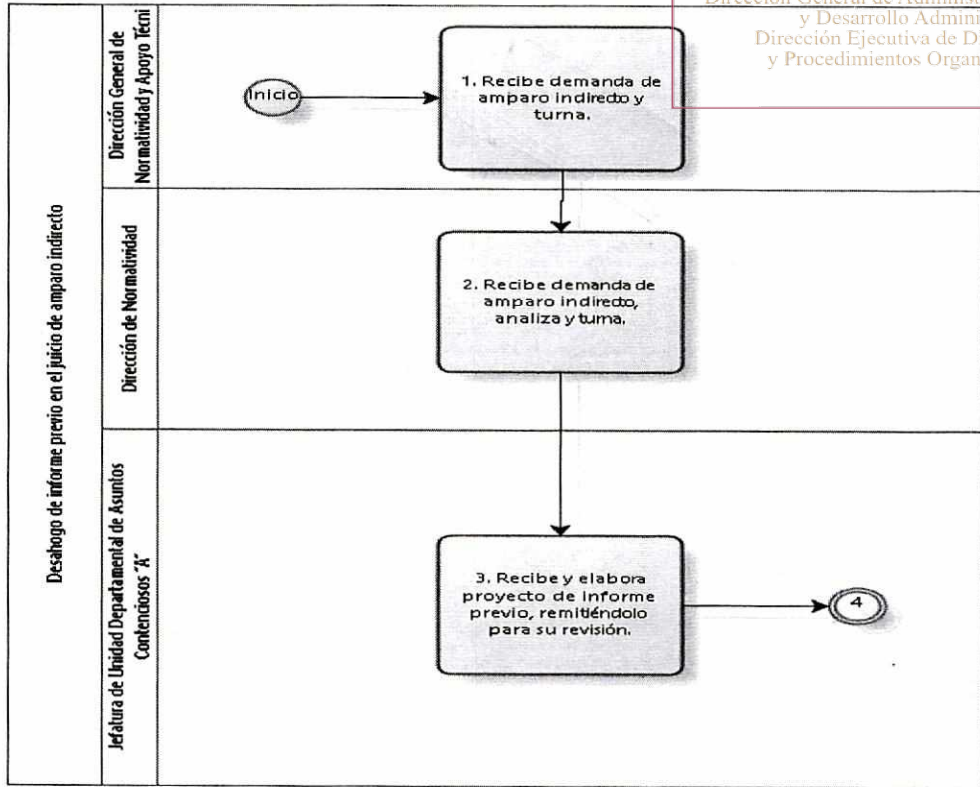 y Desarrollo Admini
Dirección Ejecutiva de D
y Procedimientos Organ
Desahogo de informe previo en el juicio de amparo indirecto
Dirección General de
Normatividad y Apoyo Técni
Inicio
1. Recibe demanda de
amparo indirecto y
turna.
Dirección de Normatividad
2. Recibe demanda de
amparo indirecto,
analiza y turna.
Jefatura de Unidad Departamental de Asuntos
Contenciosos "A"
3. Recibe y elabora
proyecto de informe
previo, remitiéndolo
para su revisión.
4